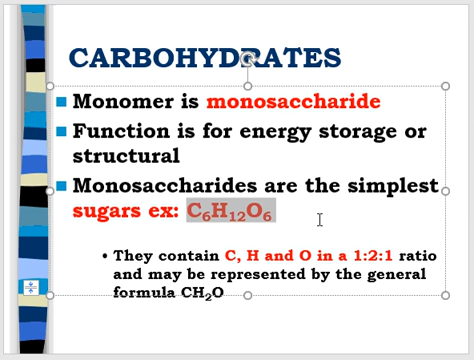 CARBOHYDRATES
■ Monomer is monosaccharide
■ Function is for energy storage or
structural
■ Monosaccharides are the simplest
sugars ex: C₆H₁₂O₆
• They contain C, H and O in a 1:2:1 ratio
and may be represented by the general
formula CH₂O